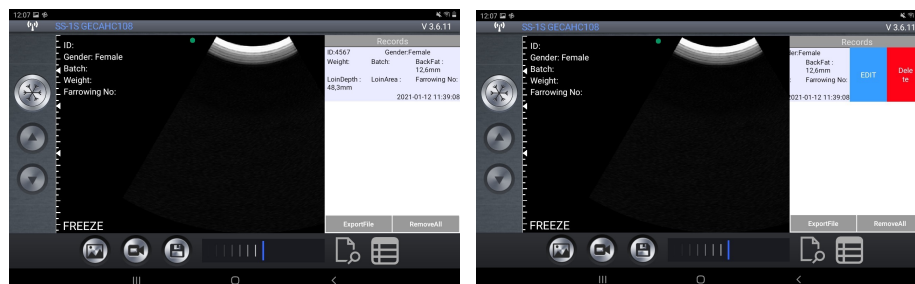 12:07
SS-1S GECAHC108
V 3.6.11
ID:
Gender: Female
Batch:
Weight:
Farrowing No:
FREEZE
Records
ID:4567 Gender:Female
Weight: Batch: BackFat :
12,6mm
LoinDepth : LoinArea : Farrowing No:
48,3mm
2021-01-12 11:39:08
ExportFile RemoveAll
12:07
SS-1S GECAHC108
V 3.6.11
ID:
Gender: Female
Batch:
Weight:
Farrowing No:
FREEZE
Records
der:Female
BackFat :
12,6mm
: Farrowing No:
2021-01-12 11:39:08
EDIT
Dele
te
ExportFile RemoveAll